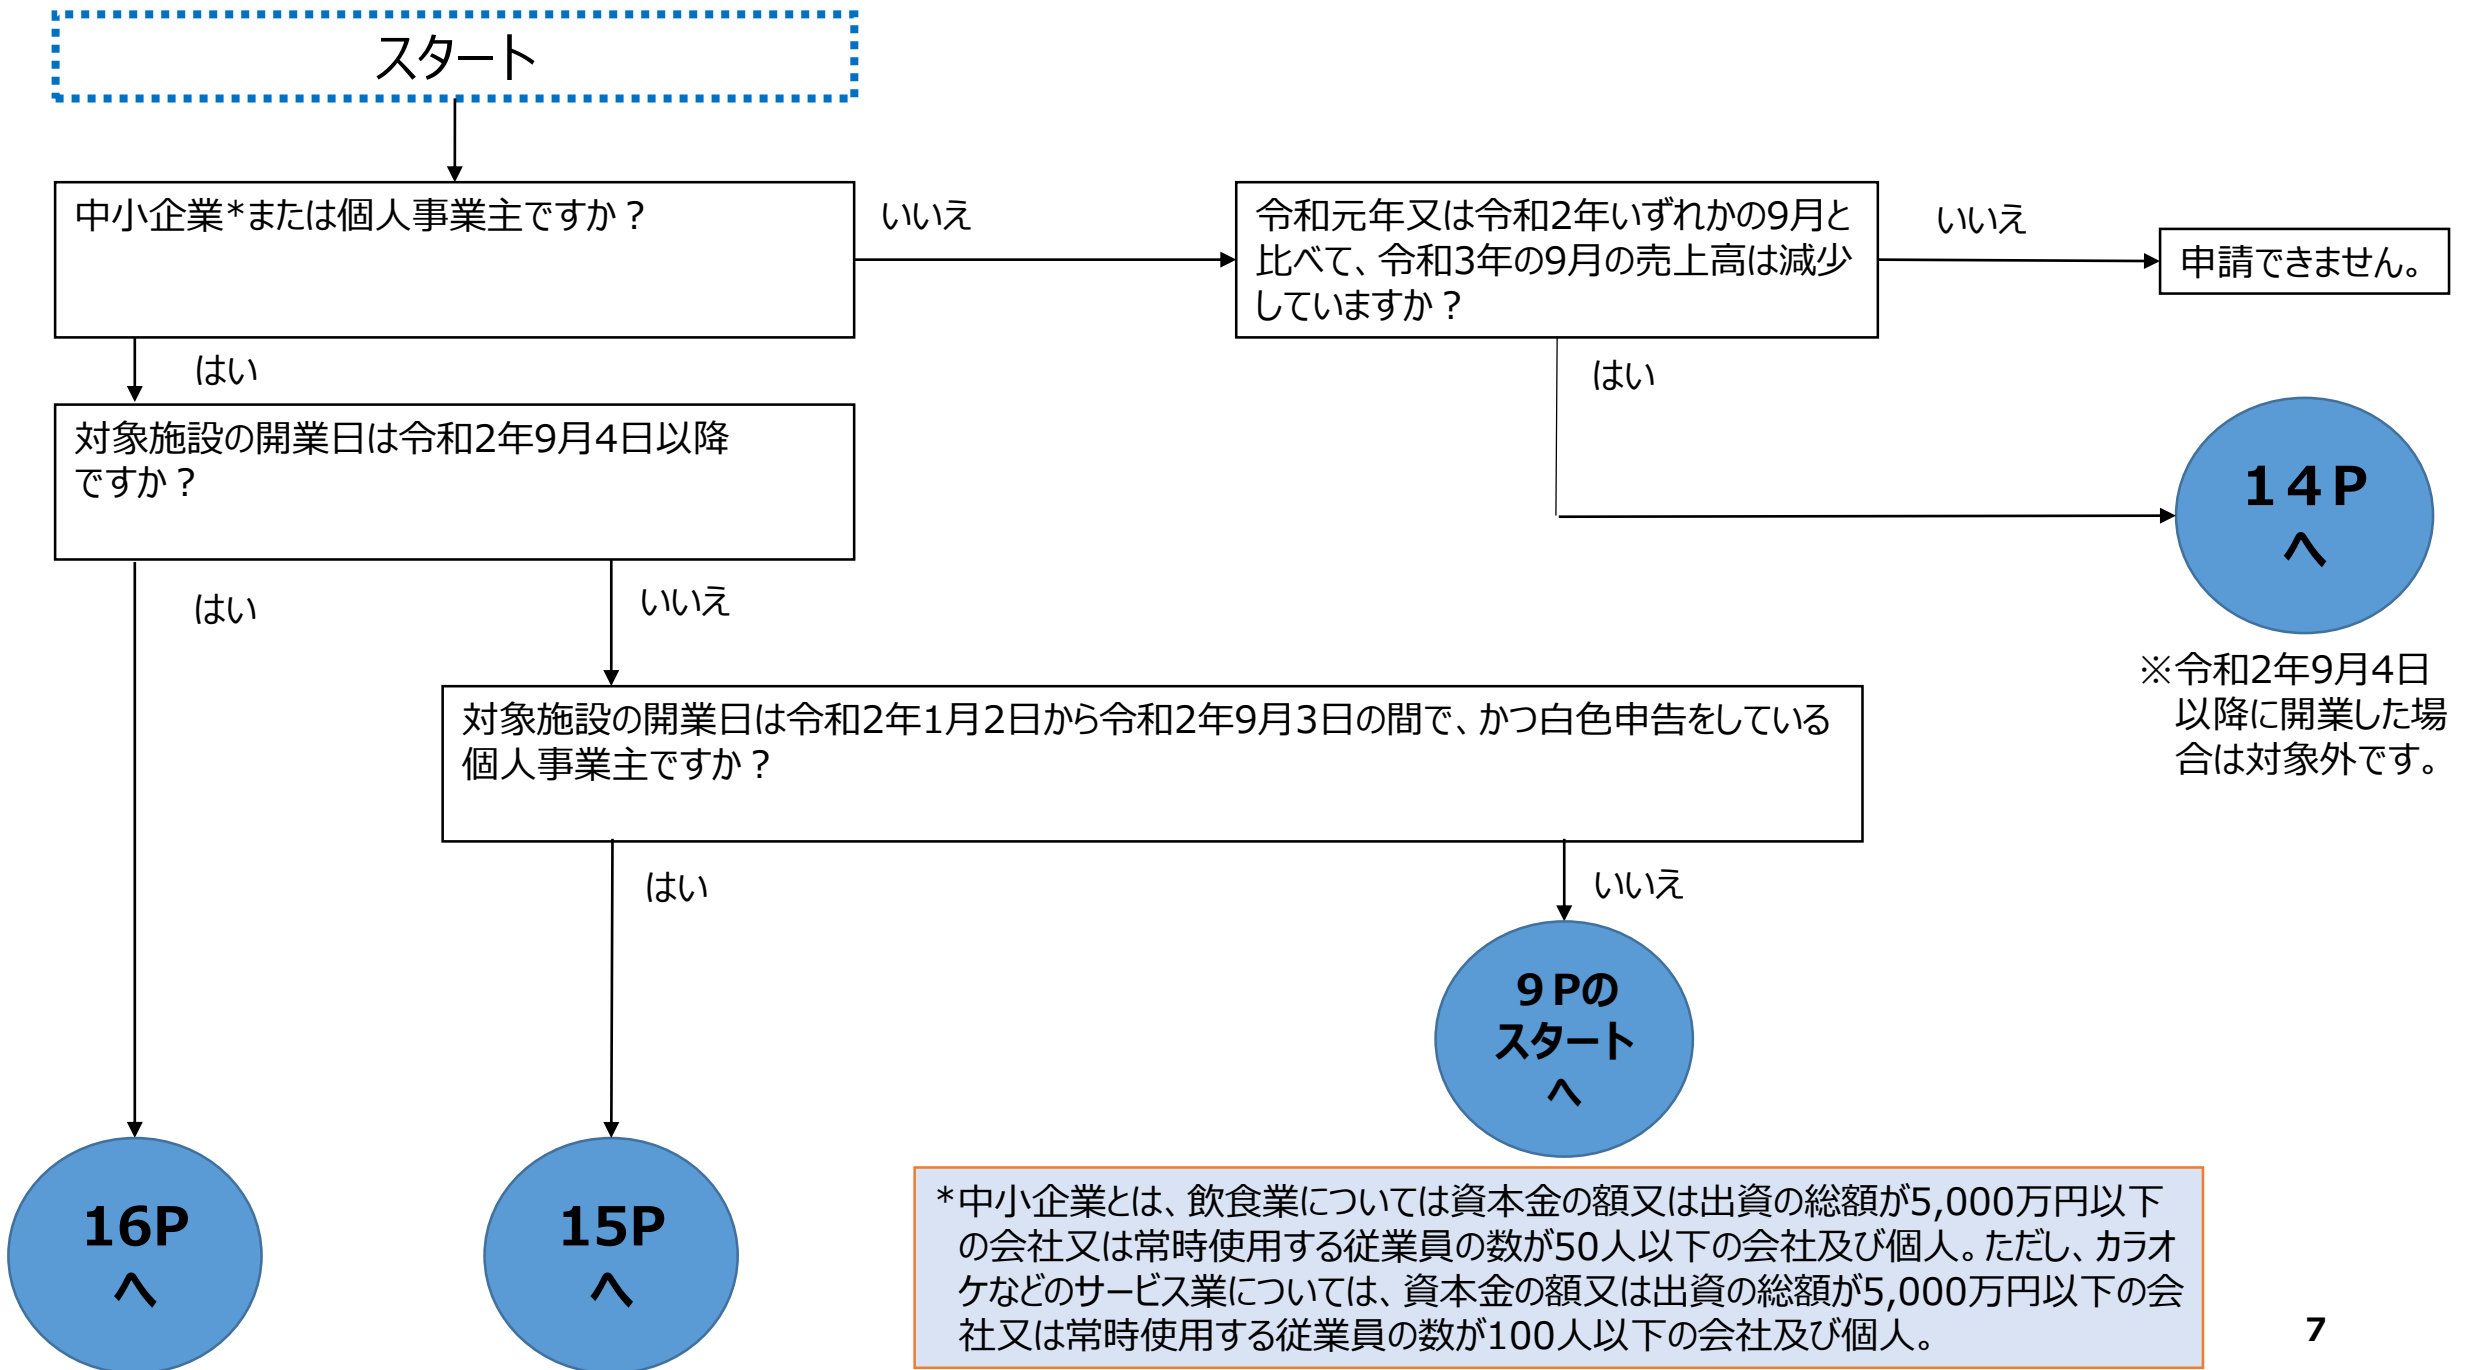 スタート
中小企業*または個人事業主ですか？
いいえ
令和元年又は令和2年いずれかの9月と
比べて、令和3年の9月の売上高は減少
していますか？
いいえ
申請できません。
はい
はい
対象施設の開業日は令和2年9月4日以降
ですか？
１４Ｐ
へ
※令和2年9月4日
以降に開業した場
合は対象外です。
はい
いいえ
対象施設の開業日は令和2年1月2日から令和2年9月3日の間で、かつ白色申告をしている
個人事業主ですか？
はい
いいえ
９Ｐの
スタート
へ
16P
へ
15P
へ
*中小企業とは、飲食業については資本金の額又は出資の総額が5,000万円以下
の会社又は常時使用する従業員の数が50人以下の会社及び個人。ただし、カラオ
ケなどのサービス業については、資本金の額又は出資の総額が5,000万円以下の会
社又は常時使用する従業員の数が100人以下の会社及び個人。
7